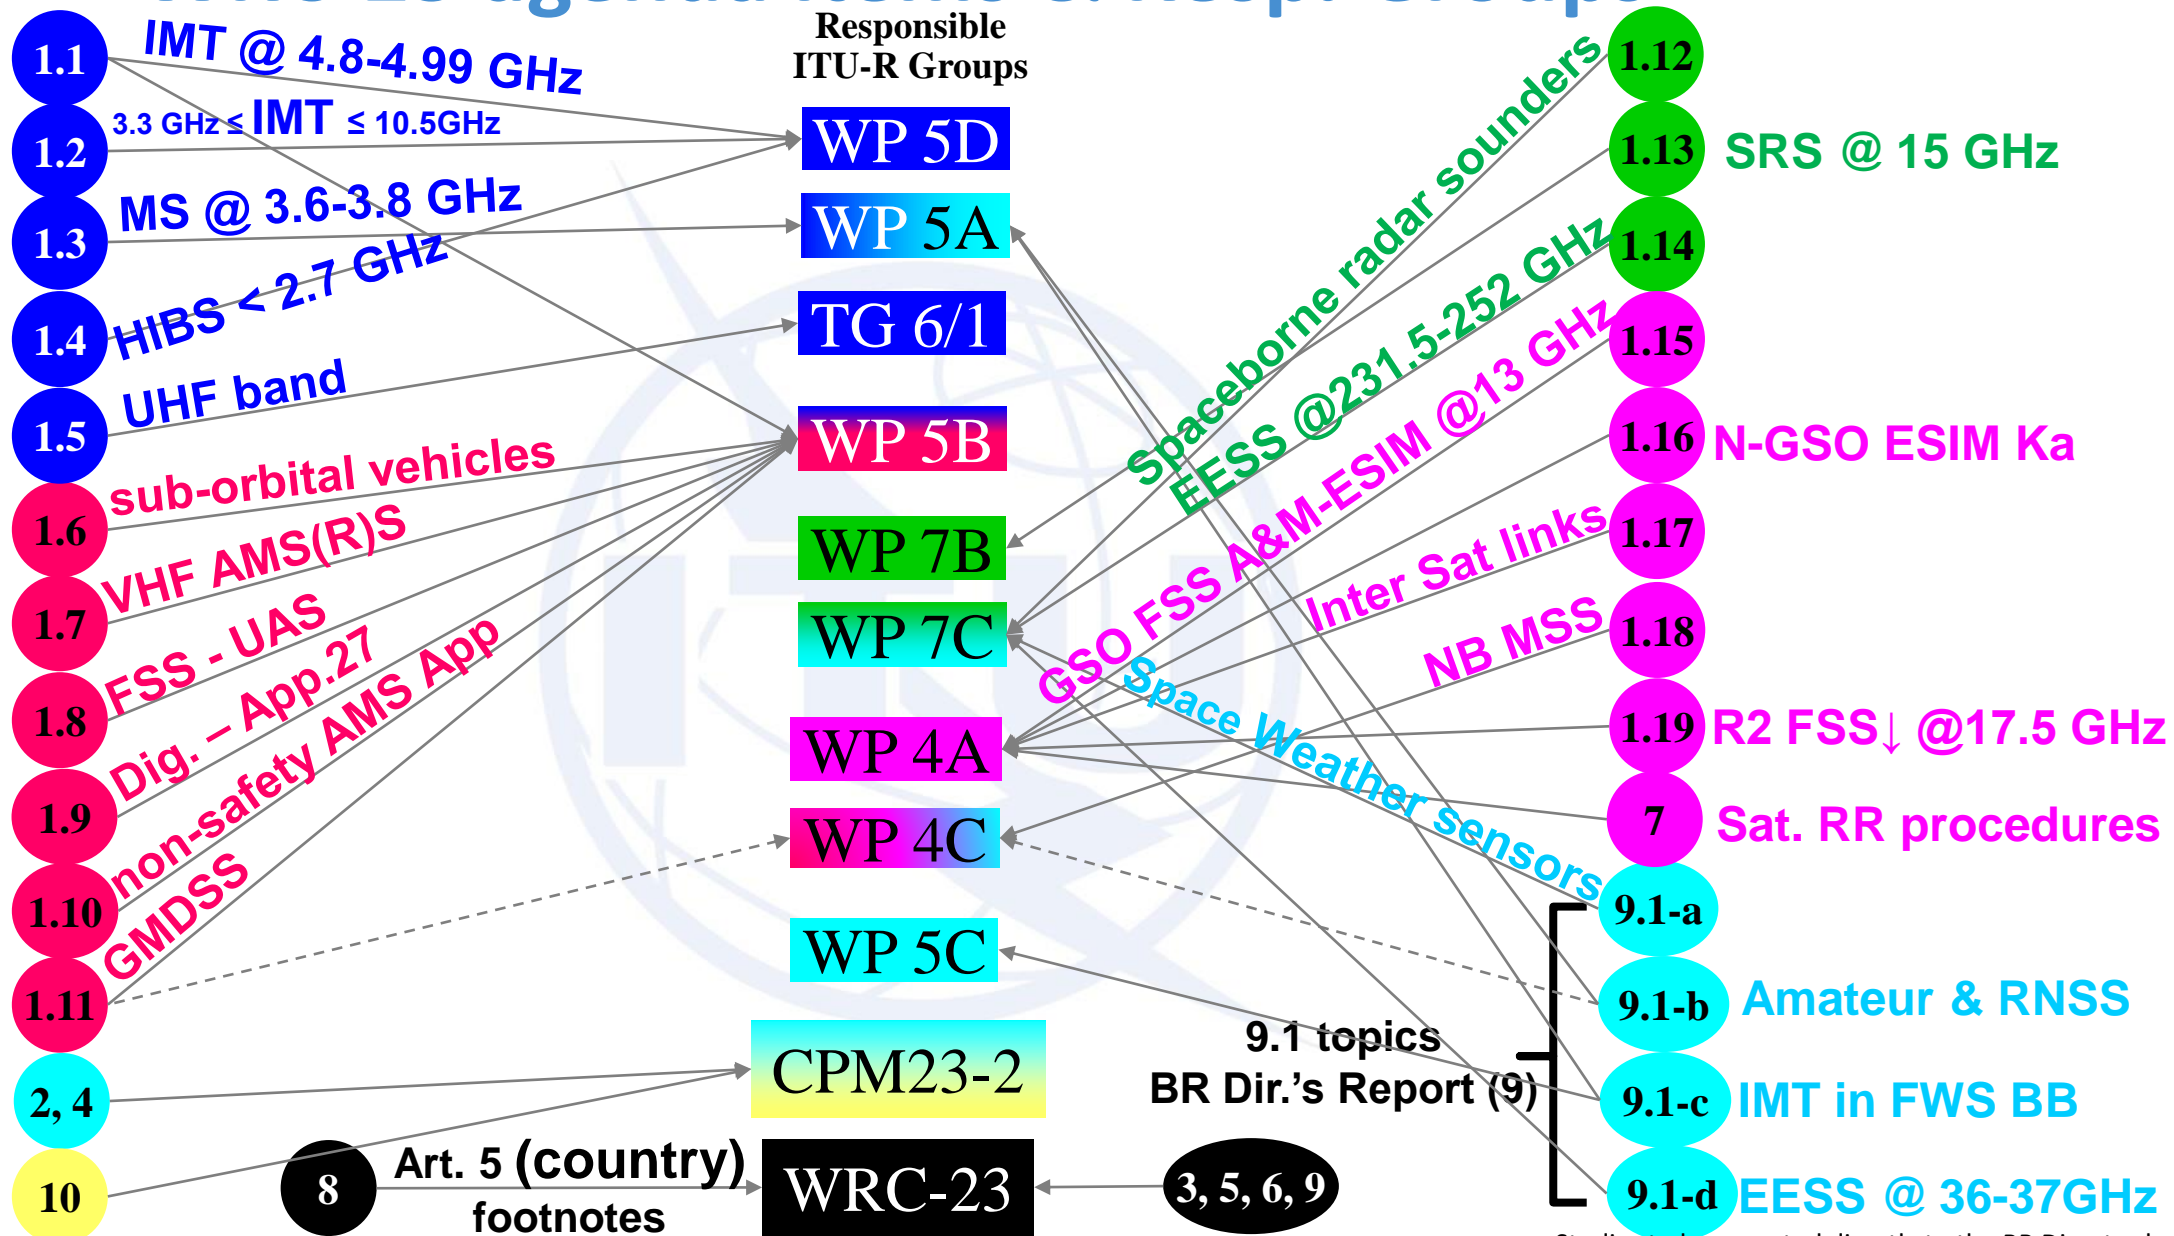 WRC-23 agenda items & Resp. Groups
Responsible
ITU-R Groups
1.1
IMT @ 4.8-4.99 GHz
1.2
3.3 GHz ≤ IMT ≤ 10.5GHz
1.3
MS @ 3.6-3.8 GHz
1.4
HIBS < 2.7 GHz
1.5
UHF band
1.6
sub-orbital vehicles
1.7
VHF AMS(R)S
1.8
FSS - UAS
1.9
Dig. – App.27
1.10
non-safety AMS App
1.11
GMDSS
2, 4
10
8
Art. 5 (country)
footnotes
WP 5D
WP 5A
TG 6/1
WP 5B
WP 7B
WP 7C
WP 4A
WP 4C
WP 5C
CPM23-2
WRC-23
3, 5, 6, 9
ITU
1.12
Spaceborne radar sounders
1.13
SRS @ 15 GHz
1.14
EESS @231.5-252 GHz
1.15
GSO FSS A&M-ESIM @13 GHz
1.16
N-GSO ESIM Ka
1.17
Inter Sat links
1.18
NB MSS
1.19
R2 FSS↓ @17.5 GHz
7
Sat. RR procedures
9.1-a
Space Weather sensors
9.1-b
Amateur & RNSS
9.1 topics
BR Dir.'s Report (9)
9.1-c
IMT in FWS BB
9.1-d
EESS @ 36-37GHz